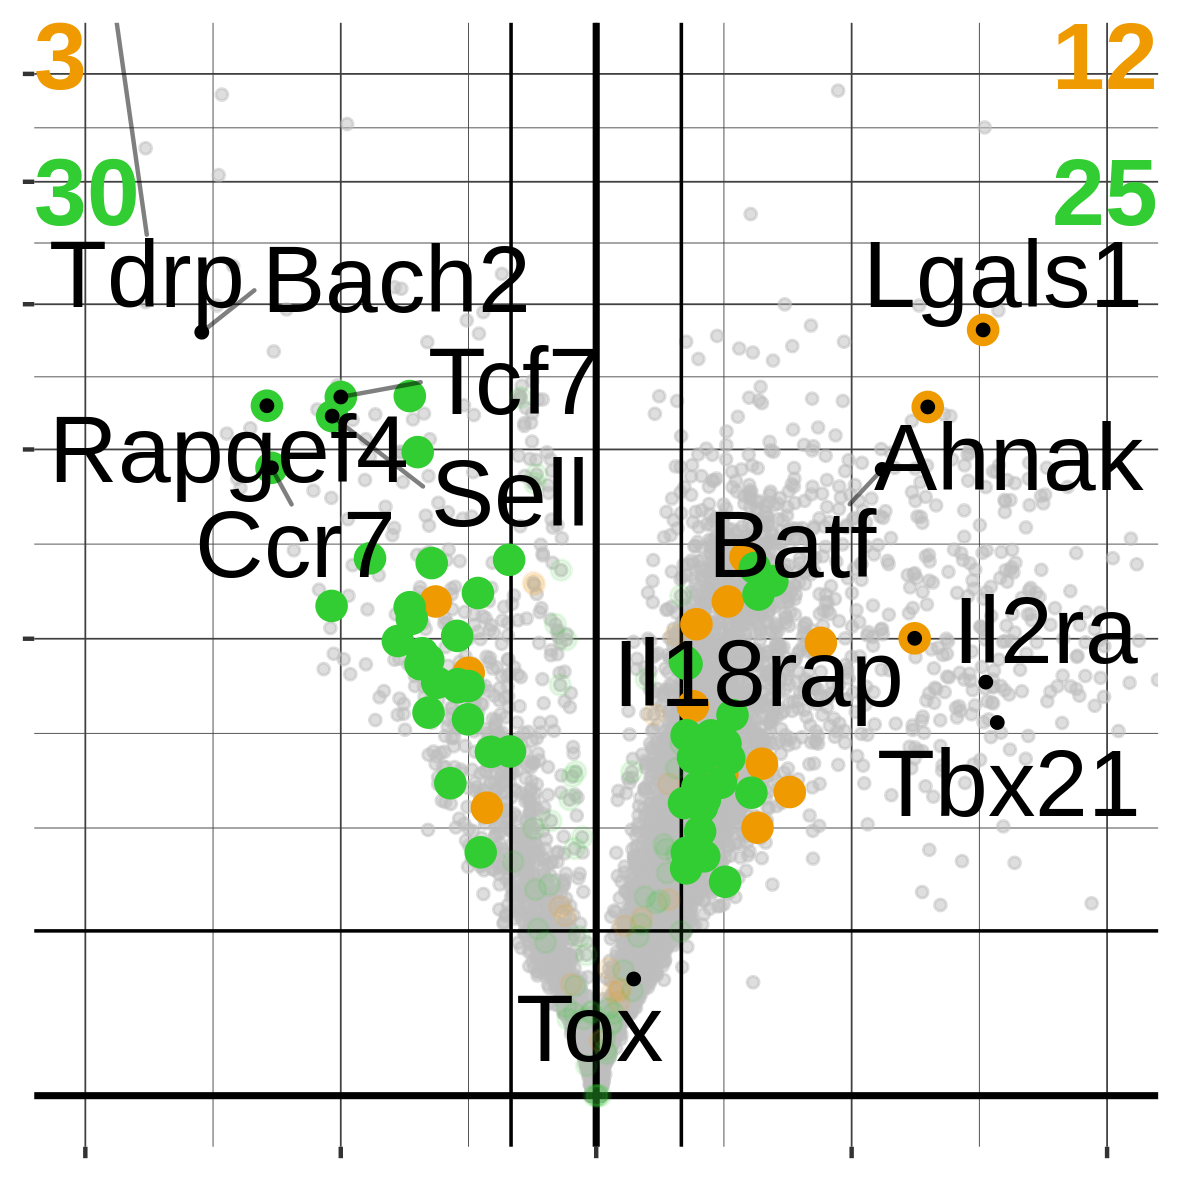 3 12
30 25
Tdrp Bach2 Lgals1
Tcf7
Rapgef4 Ahnak
Sell
Ccr7 Batf
Il2ra
Il18rap
Tbx21
Tox